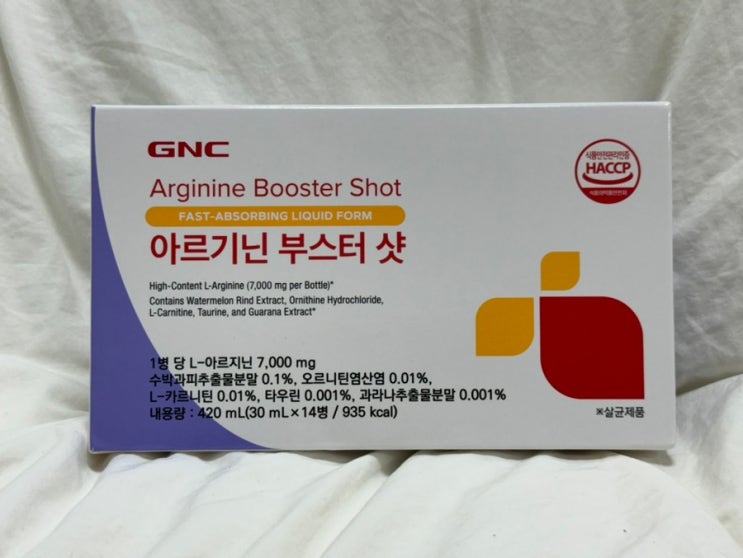 GNC
Arginine Booster Shot
FAST-ABSORBING LIQUID FORM
아르기닌 부스터 샷
High-Content L-Arginine (7,000 mg per Bottle)*
Contains Watermelon Rind Extract, Ornithine Hydrochloride,
L-Carnitine, Taurine, and Guarana Extract*
1병 당 L-아르지닌 7,000 mg
수박과피추출물분말 0.1%, 오르니틴염산염 0.01%,
L-카르니틴 0.01%, 타우린 0.001%, 과라나추출물분말 0.001%
내용량 : 420 mL(30 mL×14병 / 935 kcal)
식품안전관리인증
HACCP
식품의약품안전처
※살균제품